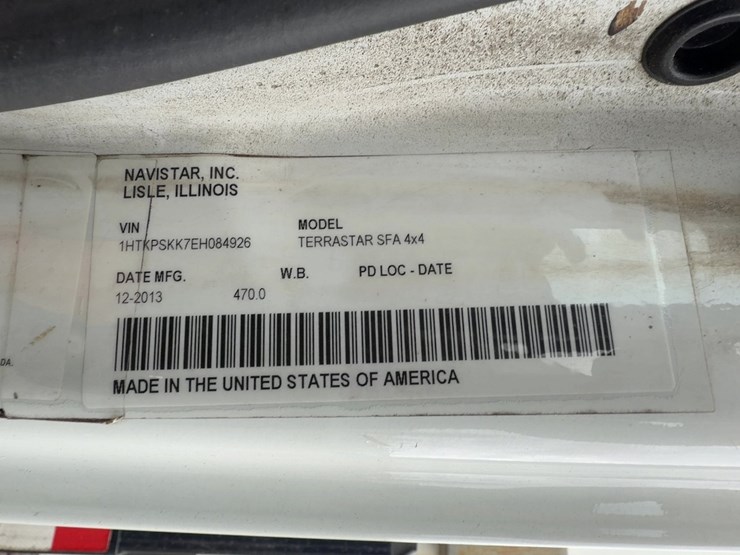 NAVISTAR, INC.
LISLE, ILLINOIS
VIN MODEL
1HTKPSKK7EH084926 TERRASTAR SFA 4x4
DATE MFG. W.B. PD LOC - DATE
12-2013 470.0
MADE IN THE UNITED STATES OF AMERICA